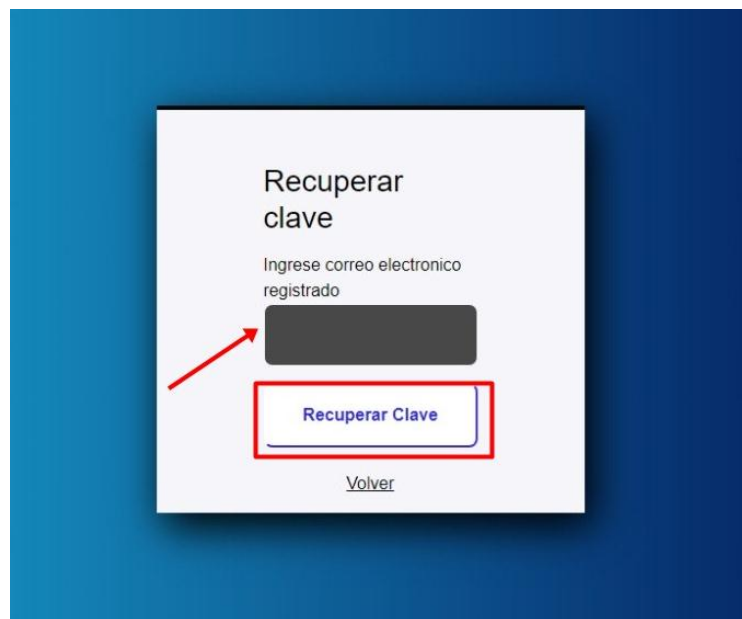 Recuperar
clave
Ingrese correo electronico
registrado
Recuperar Clave
Volver